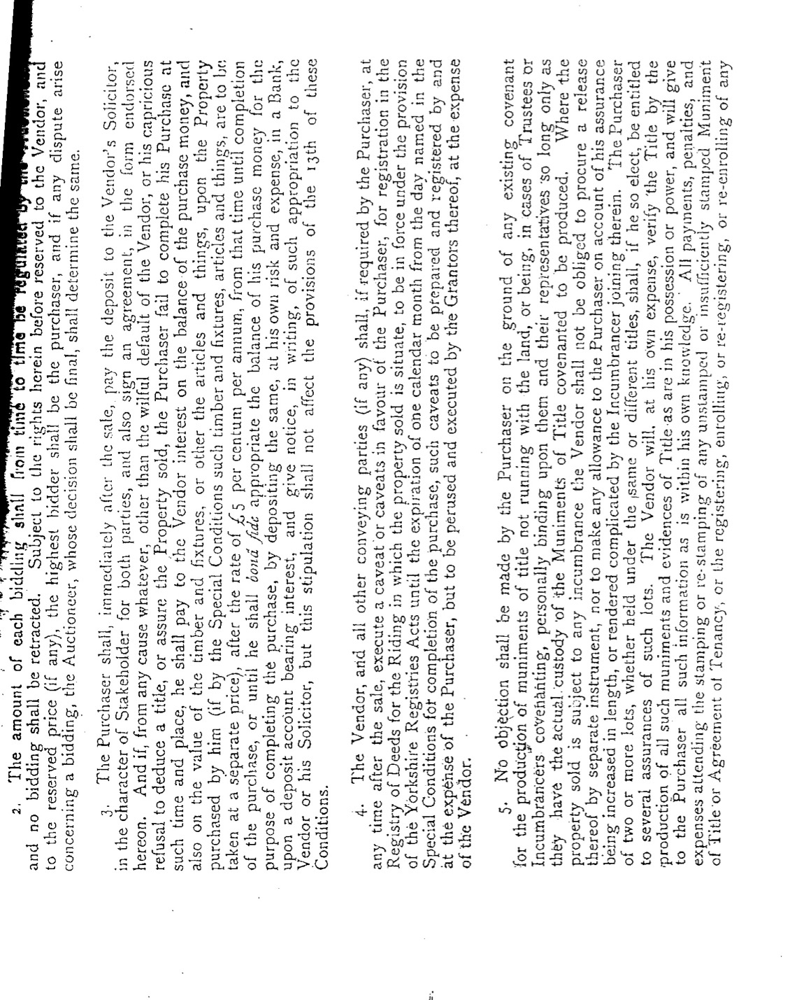 2. The amount of each bidding shall from time to time be regulated by the
and no bidding shall be retracted. Subject to the rights herein before reserved to the Vendor, and
to the reserved price (if any), the highest bidder shall be the purchaser, and if any dispute arise
concerning a bidding, the Auctioneer, whose decision shall be final, shall determine the same.
3. The Purchaser shall, immediately after the sale, pay the deposit to the Vendor's Solicitor,
in the character of Stakeholder for both parties, and also sign an agreement, in the form endorsed
hereon. And if, from any cause whatever, other than the wilful default of the Vendor, or his capricious
refusal to deduce a title, or assure the Property sold, the Purchaser fail to complete his Purchase at
such time and place, he shall pay to the Vendor interest on the balance of the purchase money, and
also on the value of the timber and fixtures, or other the articles and things, upon the Property
purchased by him (if by the Special Conditions such timber and fixtures, articles and things, are to be
taken at a separate price), after the rate of £5 per centum per annum, from that time until completion
of the purchase, or until he shall bonâ fide appropriate the balance of his purchase money for the
purpose of completing the purchase, by depositing the same, at his own risk and expense, in a Bank,
upon a deposit account bearing interest, and give notice, in writing, of such appropriation to the
Vendor or his Solicitor, but this stipulation shall not affect the provisions of the 13th of these
Conditions.
4. The Vendor, and all other conveying parties (if any) shall, if required by the Purchaser, at
any time after the sale, execute a caveat or caveats in favour of the Purchaser, for registration in the
Registry of Deeds for the Riding in which the property sold is situate, to be in force under the provision
of the Yorkshire Registries Acts until the expiration of one calendar month from the day named in the
Special Conditions for completion of the purchase, such caveats to be prepared and registered by and
at the expense of the Purchaser, but to be perused and executed by the Grantors thereof, at the expense
of the Vendor.
5. No objection shall be made by the Purchaser on the ground of any existing covenant
for the production of muniments of title not running with the land, or being, in cases of Trustees or
Incumbrancers covenanting, personally binding upon them and their representatives so long only as
they have the actual custody of the Muniments of Title covenanted to be produced. Where the
property sold is subject to any incumbrance the Vendor shall not be obliged to procure a release
thereof by separate instrument, nor to make any allowance to the Purchaser on account of his assurance
being increased in length, or rendered complicated by the Incumbrancer joining therein. The Purchaser
of two or more lots, whether held under the same or different titles, shall, if he so elect, be entitled
to several assurances of such lots. The Vendor will, at his own expense, verify the Title by the
production of all such muniments and evidences of Title as are in his possession or power, and will give
to the Purchaser all such information as is within his own knowledge. All payments, penalties, and
expenses attending the stamping or re-stamping of any unstamped or insufficiently stamped Muniment
of Title or Agreement of Tenancy, or the registering, enrolling, or re-registering, or re-enrolling of any